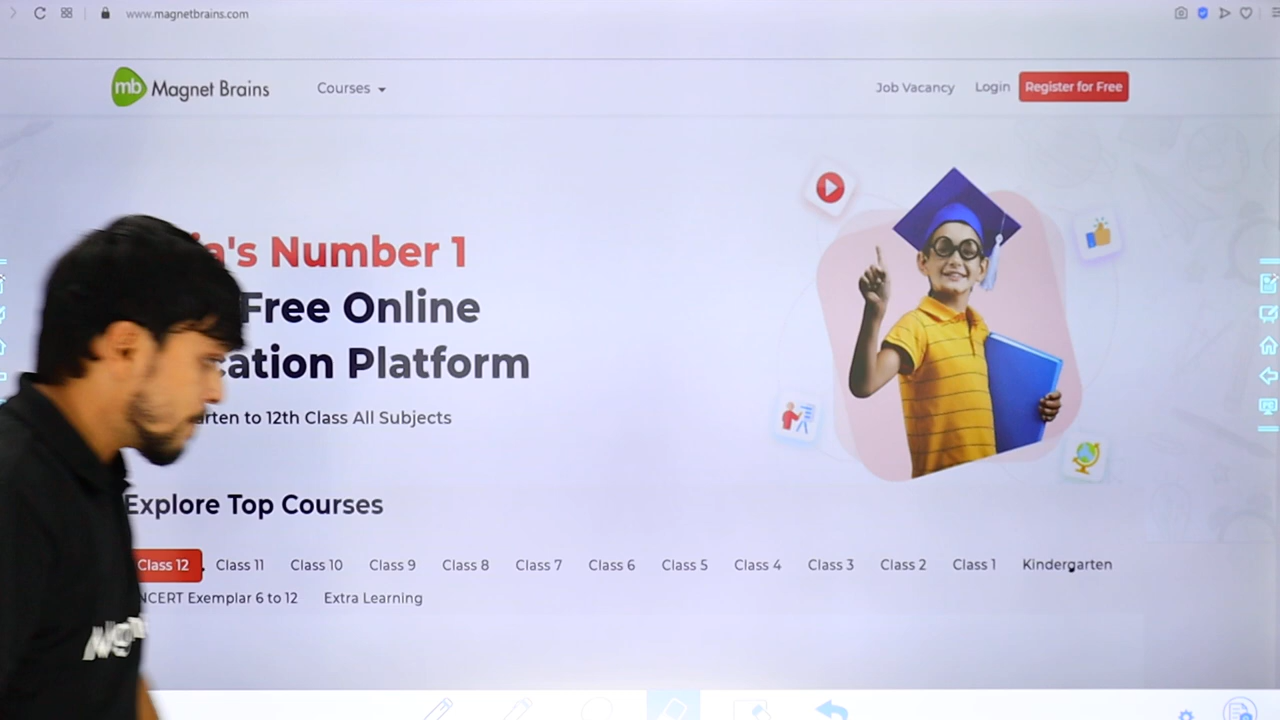 www.magnetbrains.com
mb Magnet Brains
Courses
Job Vacancy
Login
Register for Free
Number 1
Free Online
Platform
to 12th Class All Subjects
Explore Top Courses
Class 12
Class 11
Class 10
Class 9
Class 8
Class 7
Class 6
Class 5
Class 4
Class 3
Class 2
Class 1
Kindergarten
NCERT Exemplar 6 to 12
Extra Learning